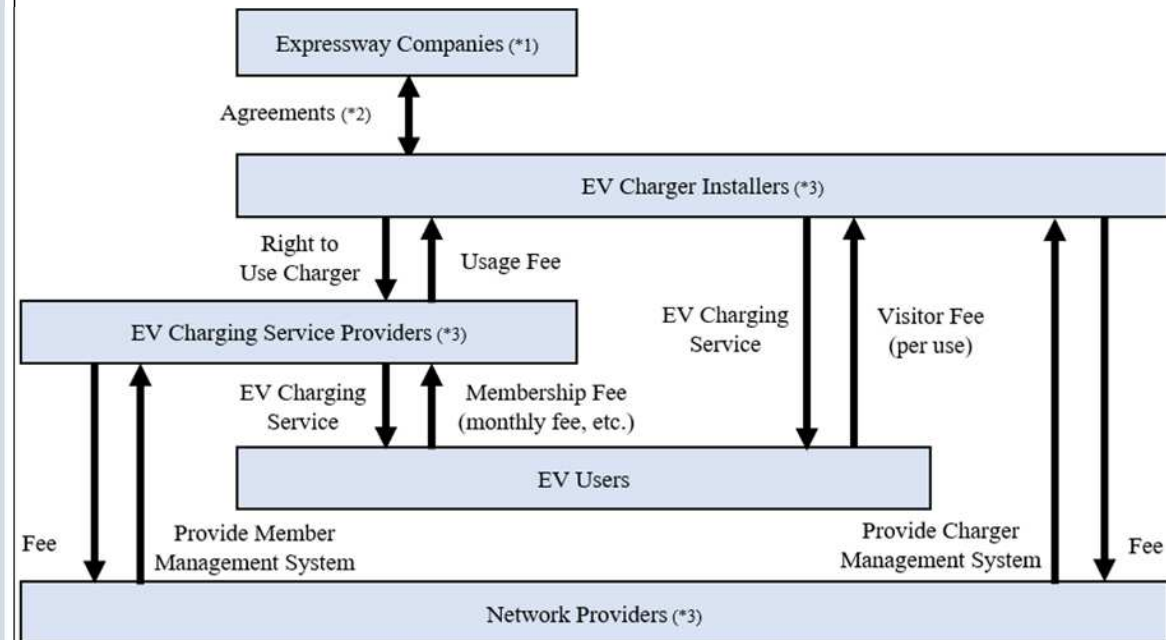 Expressway Companies (*1)
Agreements (*2)
EV Charger Installers (*3)
Right to
Use Charger
Usage Fee
EV Charging Service Providers (*3)
EV Charging
Service
Visitor Fee
(per use)
EV Charging
Service
Membership Fee
(monthly fee, etc.)
EV Users
Fee
Provide Member
Management System
Provide Charger
Management System
Fee
Network Providers (*3)